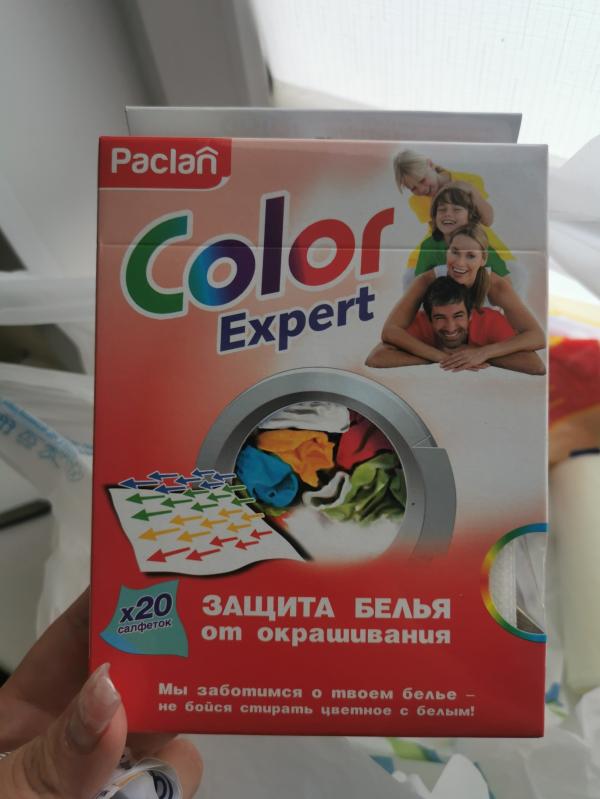 Paclan
Color
Expert
x20
салфеток
ЗАЩИТА БЕЛЬЯ
от окрашивания
Мы заботимся о твоем белье –
не бойся стирать цветное с белым!